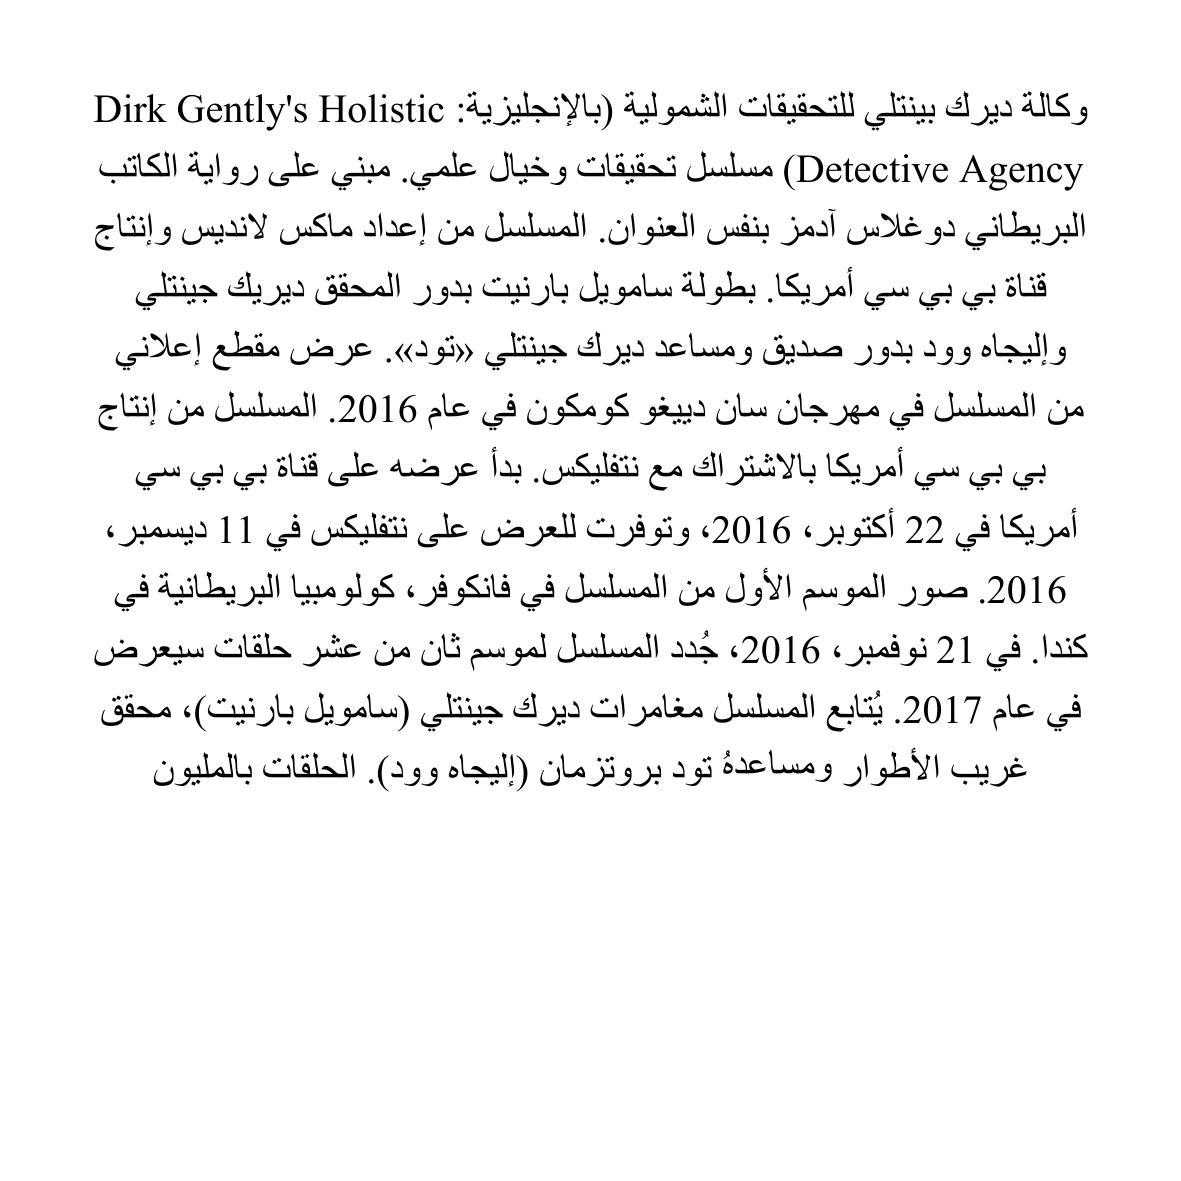 وكالة ديرك بينتلي للتحقيقات الشمولية (بالإنجليزية: Dirk Gently's Holistic
Detective Agency) مسلسل تحقيقات وخيال علمي. مبني على رواية الكاتب
البريطاني دوغلاس آدمز بنفس العنوان. المسلسل من إعداد ماكس لانديس وإنتاج
قناة بي بي سي أمريكا. بطولة سامويل بارنيت بدور المحقق ديريك جينتلي
وإليجاه وود بدور صديق ومساعد ديرك جينتلي «تود». عرض مقطع إعلاني
من المسلسل في مهرجان سان دييغو كومكون في عام 2016. المسلسل من إنتاج
بي بي سي أمريكا بالاشتراك مع نتفليكس. بدأ عرضه على قناة بي بي سي
أمريكا في 22 أكتوبر، 2016، وتوفرت للعرض على نتفليكس في 11 ديسمبر،
2016. صور الموسم الأول من المسلسل في فانكوفر، كولومبيا البريطانية في
كندا. في 21 نوفمبر، 2016، جُدد المسلسل لموسم ثان من عشر حلقات سيعرض
في عام 2017. يُتابع المسلسل مغامرات ديرك جينتلي (سامويل بارنيت)، محقق
غريب الأطوار ومساعدهُ تود بروتزمان (إليجاه وود). الحلقات بالمليون